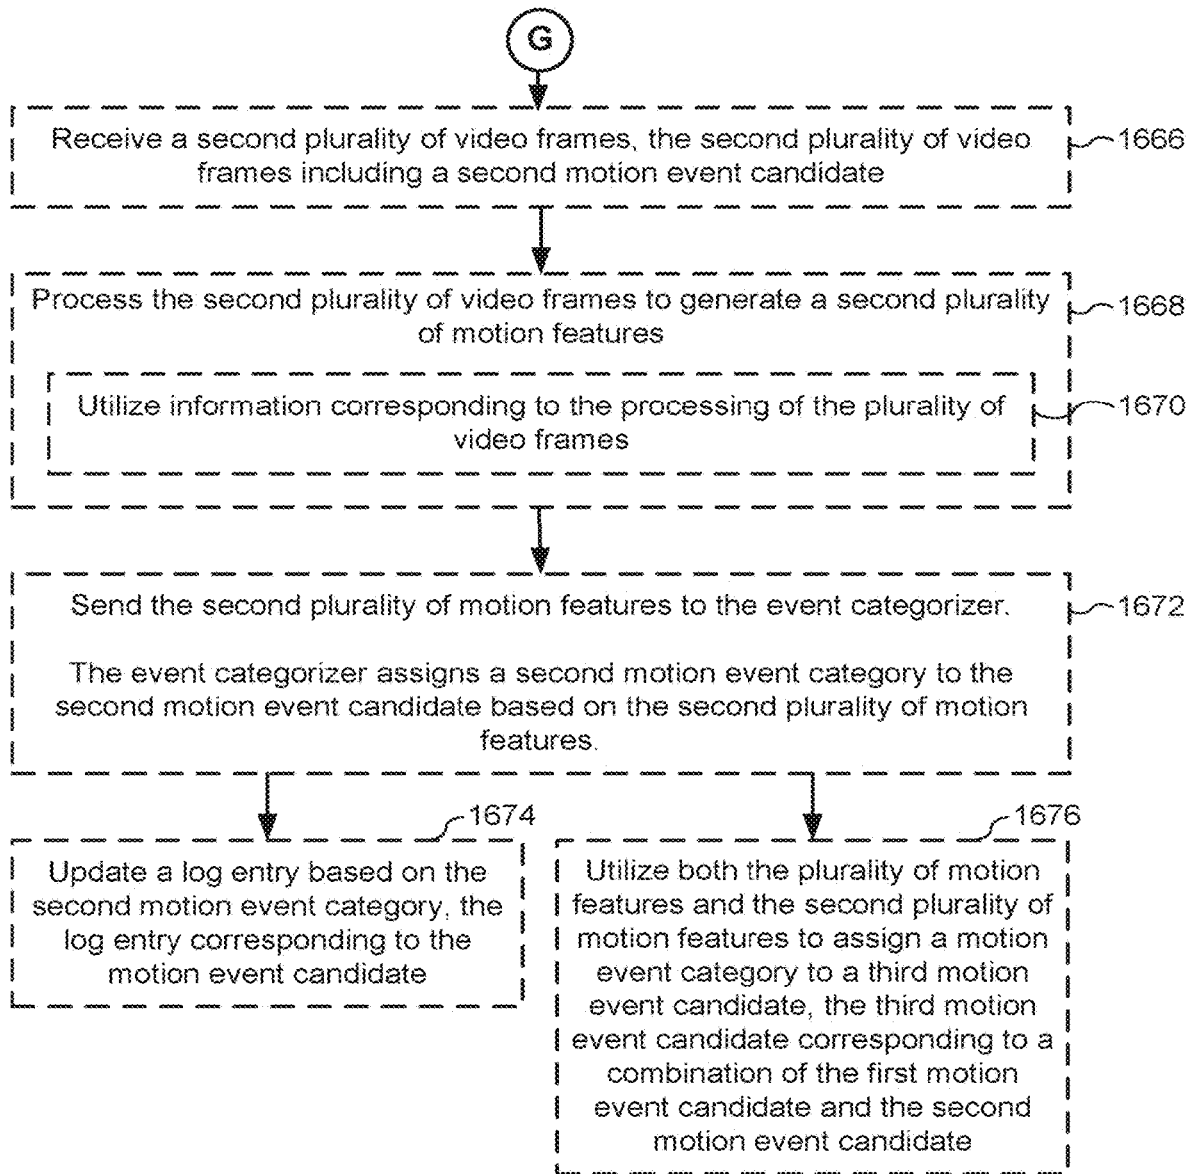 G
Receive a second plurality of video frames, the second plurality of video
frames including a second motion event candidate
1666
Process the second plurality of video frames to generate a second plurality
of motion features
1668
Utilize information corresponding to the processing of the plurality of
video frames
1670
Send the second plurality of motion features to the event categorizer.
1672
The event categorizer assigns a second motion event category to the
second motion event candidate based on the second plurality of motion
features.
1674
Update a log entry based on the
second motion event category, the
log entry corresponding to the
motion event candidate
1676
Utilize both the plurality of motion
features and the second plurality of
motion features to assign a motion
event category to a third motion
event candidate, the third motion
event candidate corresponding to a
combination of the first motion
event candidate and the second
motion event candidate